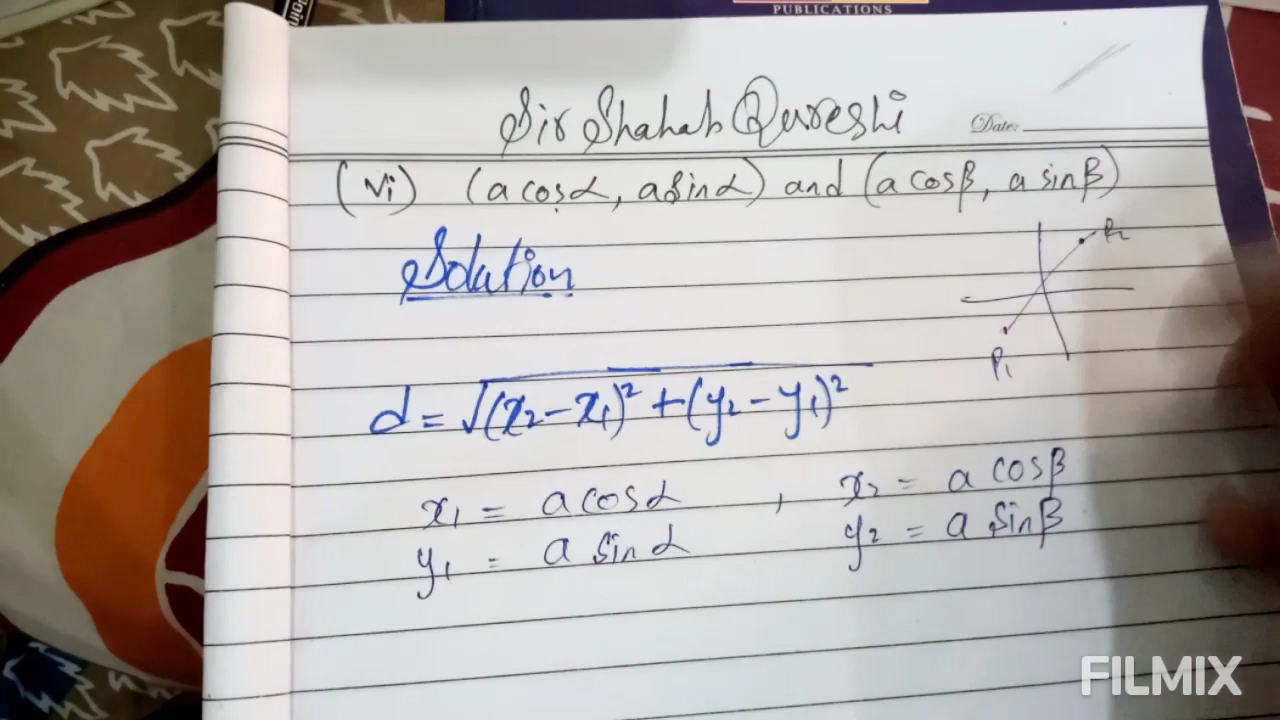 PUBLICATIONS
Sir Shahab Qureshi
Date:
(Vi) (a cosα, a sinα) and (a cosβ, a sinβ)
Solution
P₂
P₁
d = √(x₂-x₁)² + (y₂-y₁)²
x₁ = a cosα , x₂ = a cosβ
y₁ = a sinα y₂ = a sinβ
FILMIX